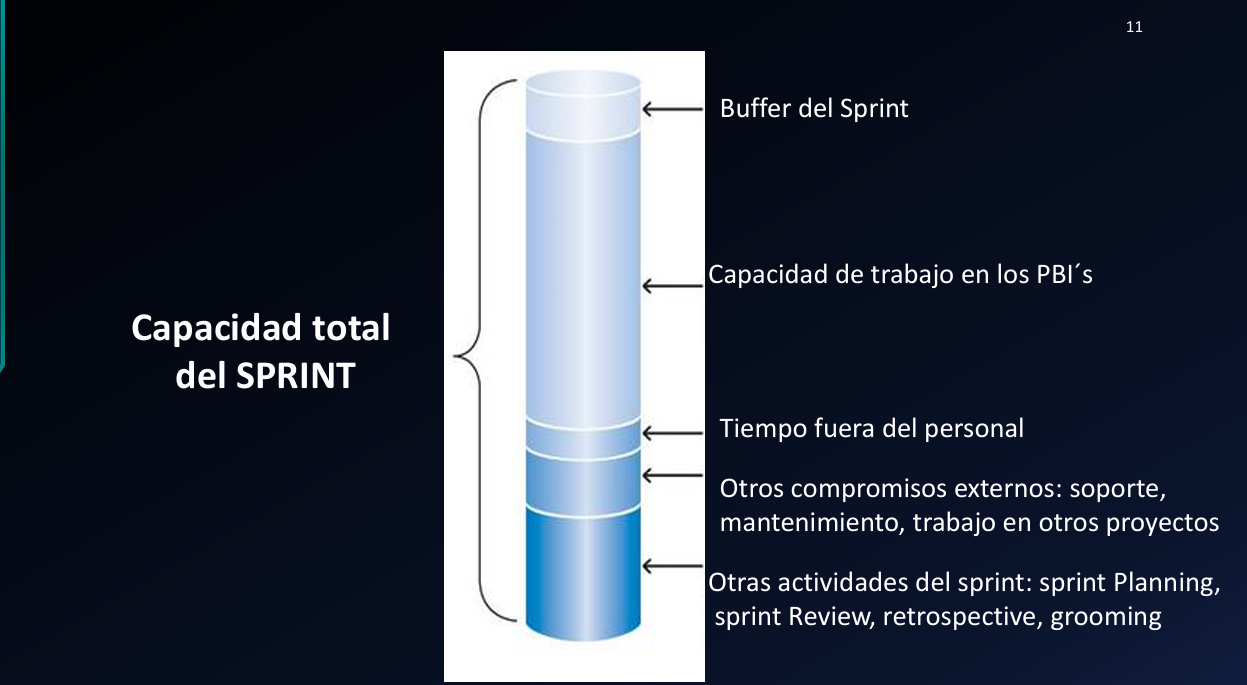 11
Buffer del Sprint
Capacidad de trabajo en los PBI´s
Capacidad total
del SPRINT
Tiempo fuera del personal
Otros compromisos externos: soporte,
mantenimiento, trabajo en otros proyectos
Otras actividades del sprint: sprint Planning,
sprint Review, retrospective, grooming